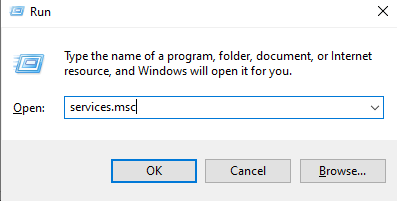 Run
Type the name of a program, folder, document, or Internet
resource, and Windows will open it for you.
Open: services.msc
OK Cancel Browse...